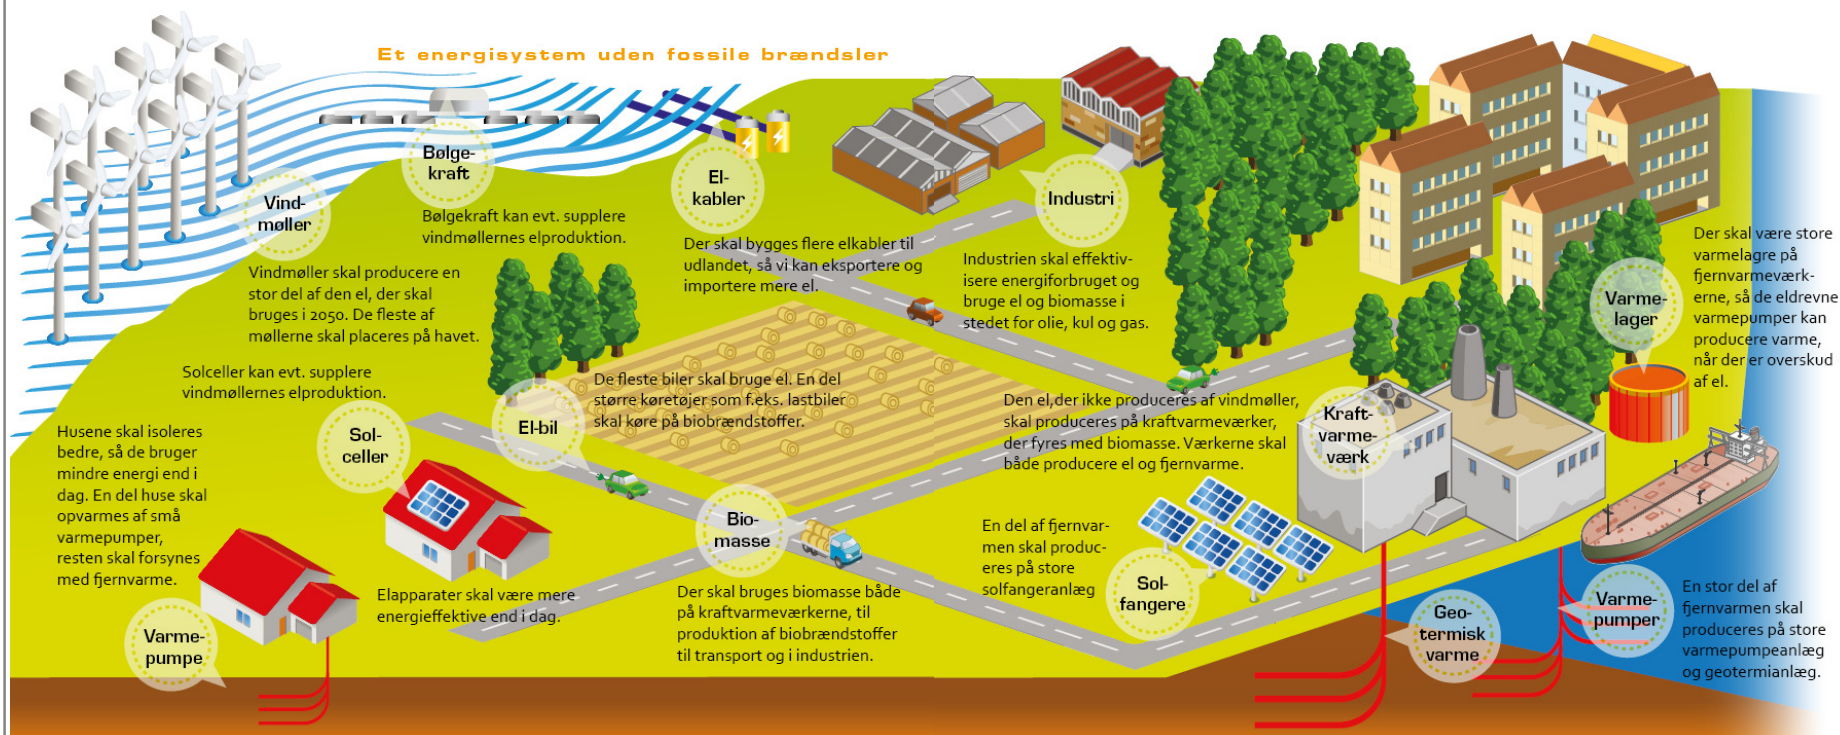 Et energisystem uden fossile brændsler
Vind-
møller
Vindmøller skal producere en
stor del af den el, der skal
bruges i 2050. De fleste af
møllerne skal placeres på havet.
Bølge-
kraft
Bølgekraft kan evt. supplere
vindmøllernes elproduktion.
El-
kabler
Der skal bygges flere elkabler til
udlandet, så vi kan eksportere og
importere mere el.
Industri
Industrien skal effektiv-
isere energiforbruget og
bruge el og biomasse i
stedet for olie, kul og gas.
Varme-
lager
Der skal være store
varmelagre på
fjernvarmeværk-
erne, så de eldrevne
varmepumper kan
producere varme,
når der er overskud
af el.
Solceller kan evt. supplere
vindmøllernes elproduktion.
Sol-
celler
El-bil
De fleste biler skal bruge el. En del
større køretøjer som f.eks. lastbiler
skal køre på biobrændstoffer.
Den el,der ikke produceres af vindmøller,
skal produceres på kraftvarmeværker,
der fyres med biomasse. Værkerne skal
både producere el og fjernvarme.
Kraft-
varme-
værk
Husene skal isoleres
bedre, så de bruger
mindre energi end i
dag. En del huse skal
opvarmes af små
varmepumper,
resten skal forsynes
med fjernvarme.
Varme-
pumpe
Elapparater skal være mere
energieffektive end i dag.
Bio-
masse
Der skal bruges biomasse både
på kraftvarmeværkerne, til
produktion af biobrændstoffer
til transport og i industrien.
En del af fjernvar-
men skal produc-
eres på store
solfangeranlæg
Sol-
fangere
Geo-
termisk
varme
Varme-
pumper
En stor del af
fjernvarmen skal
produceres på store
varmepumpeanlæg
og geotermianlæg.